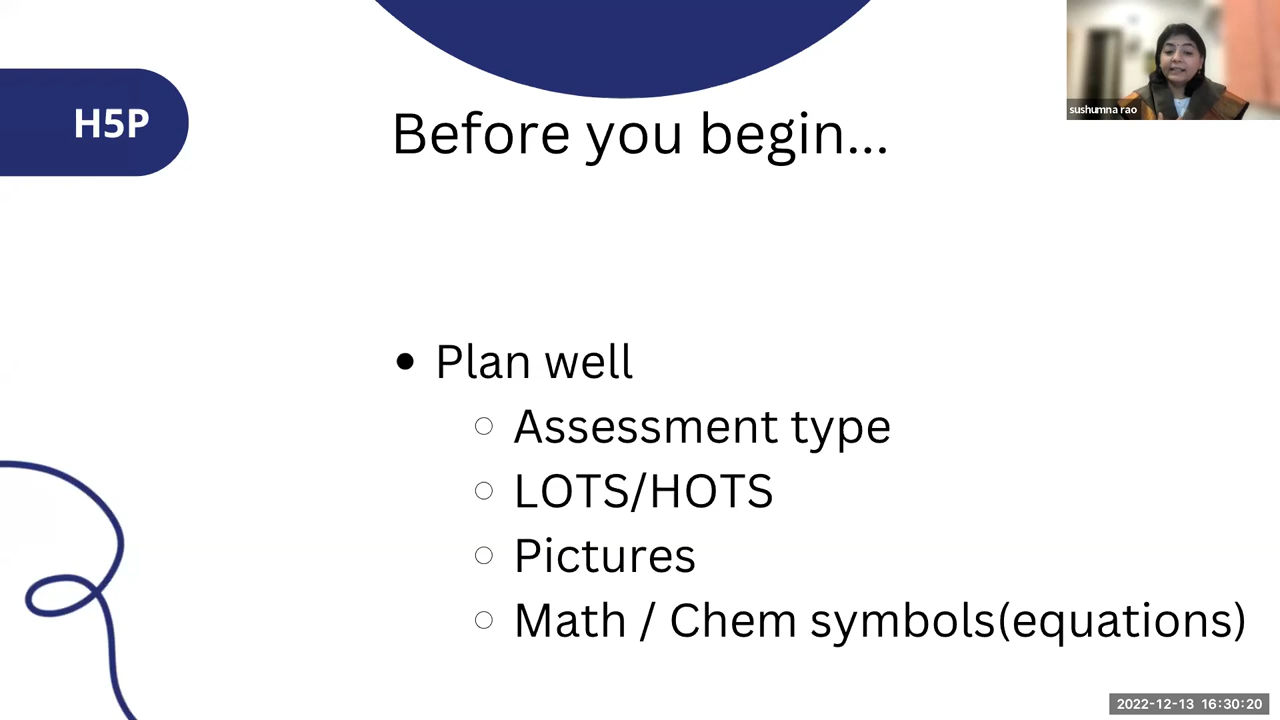 H5P
sushumna rao
Before you begin...
Plan well
Assessment type
LOTS/HOTS
Pictures
Math / Chem symbols(equations)
2022-12-13 16:30:20